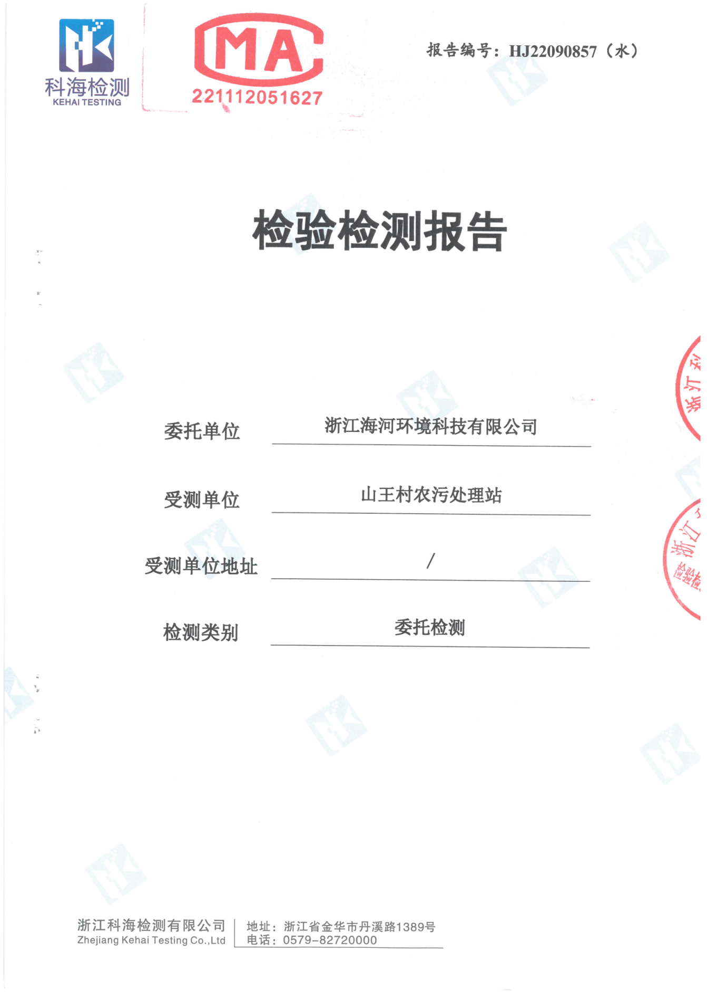 科海检测
KEHAI TESTING
MA
221112051627
报告编号：HJ22090857（水）
检验检测报告
委托单位 浙江海河环境科技有限公司
受测单位 山王村农污处理站
受测单位地址 /
检测类别 委托检测
浙江
浙江
检验检
浙江科海检测有限公司
Zhejiang Kehai Testing Co.,Ltd
地址：浙江省金华市丹溪路1389号
电话：0579-82720000